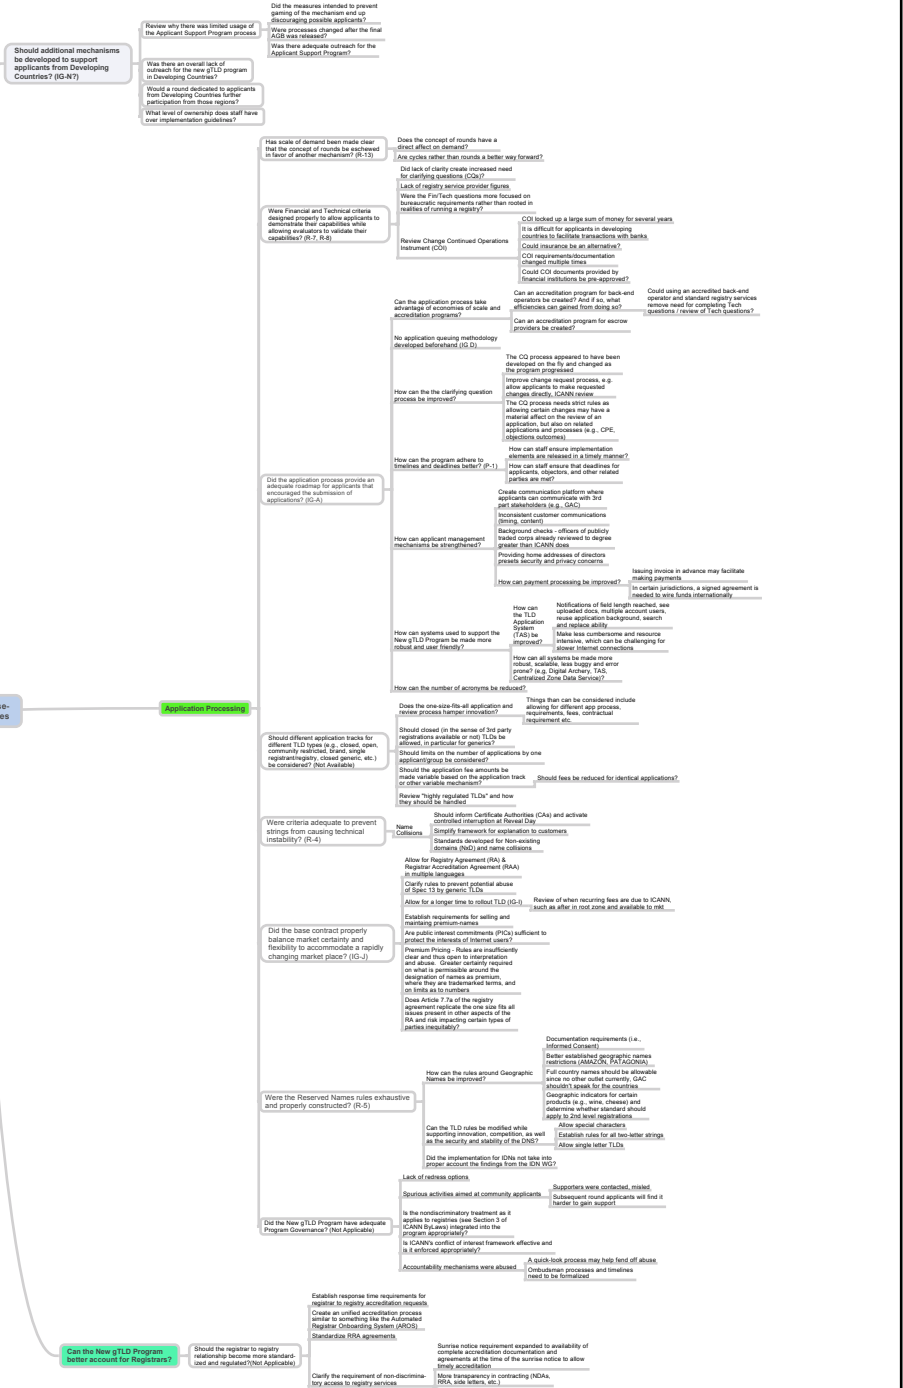 Should additional mechanisms
be developed to support
applicants from Developing
Countries? (IG-N?)
Review why there was limited usage of
the Applicant Support Program process
Did the measures intended to prevent
gaming of the mechanism end up
discouraging possible applicants?
Were processes changed after the final
AGB was released?
Was there adequate outreach for the
Applicant Support Program?
Was there an overall lack of
outreach for the new gTLD program
in Developing Countries?
Would a round dedicated to applicants
from Developing Countries further
participation from those regions?
What level of ownership does staff have
over implementation guidelines?
se-
es
Application Processing
Has scale of demand been made clear
that the concept of rounds be eschewed
in favor of another mechanism? (R-13)
Does the concept of rounds have a
direct affect on demand?
Are cycles rather than rounds a better way forward?
Were Financial and Technical criteria
designed properly to allow applicants to
demonstrate their capabilities while
allowing evaluators to validate their
capabilities? (R-7, R-8)
Did lack of clarity create increased need
for clarifying questions (CQs)?
Lack of registry service provider figures
Were the Fin/Tech questions more focused on
bureaucratic requirements rather than rooted in
realities of running a registry?
Review Change Continued Operations
Instrument (COI)
COI locked up a large sum of money for several years
It is difficult for applicants in developing
countries to facilitate transactions with banks
Could insurance be an alternative?
COI requirements/documentation
changed multiple times
Could COI documents provided by
financial institutions be pre-approved?
Did the application process provide an
adequate roadmap for applicants that
encouraged the submission of
applications? (IG-A)
Can the application process take
advantage of economies of scale and
accreditation programs?
Can an accreditation program for back-end
operators be created? And if so, what
efficiencies can gained from doing so?
Could using an accredited back-end
operator and standard registry services
remove need for completing Tech
questions / review of Tech questions?
Can an accreditation program for escrow
providers be created?
No application queuing methodology
developed beforehand (IG D)
How can the the clarifying question
process be improved?
The CQ process appeared to have been
developed on the fly and changed as
the program progressed
Improve change request process, e.g.
allow applicants to make requested
changes directly, ICANN review
The CQ process needs strict rules as
allowing certain changes may have a
material affect on the review of an
application, but also on related
applications and processes (e.g., CPE,
objections outcomes)
How can the program adhere to
timelines and deadlines better? (P-1)
How can staff ensure implementation
elements are released in a timely manner?
How can staff ensure that deadlines for
applicants, objectors, and other related
parties are met?
How can applicant management
mechanisms be strengthened?
Create communication platform where
applicants can communicate with 3rd
part stakeholders (e.g., GAC)
Inconsistent customer communications
(timing, content)
Background checks - officers of publicly
traded corps already reviewed to degree
greater than ICANN does
Providing home addresses of directors
presets security and privacy concerns
How can payment processing be improved?
Issuing invoice in advance may facilitate
making payments
In certain jurisdictions, a signed agreement is
needed to wire funds internationally
How can systems used to support the
New gTLD Program be made more
robust and user friendly?
How can
the TLD
Application
System
(TAS) be
improved?
Notifications of field length reached, see
uploaded docs, multiple account users,
reuse application background, search
and replace ability
Make less cumbersome and resource
intensive, which can be challenging for
slower Internet connections
How can all systems be made more
robust, scalable, less buggy and error
prone? (e.g, Digital Archery, TAS,
Centralized Zone Data Service)?
How can the number of acronyms be reduced?
Should different application tracks for
different TLD types (e.g., closed, open,
community restricted, brand, single
registrant/registry, closed generic, etc.)
be considered? (Not Available)
Does the one-size-fits-all application and
review process hamper innovation?
Things than can be considered include
allowing for different app process,
requirements, fees, contractual
requirement etc.
Should closed (in the sense of 3rd party
registrations available or not) TLDs be
allowed, in particular for generics?
Should limits on the number of applications by one
applicant/group be considered?
Should the application fee amounts be
made variable based on the application track
or other variable mechanism?
Should fees be reduced for identical applications?
Review "highly regulated TLDs" and how
they should be handled
Were criteria adequate to prevent
strings from causing technical
instability? (R-4)
Name
Collisions
Should inform Certificate Authorities (CAs) and activate
controlled interruption at Reveal Day
Simplify framework for explanation to customers
Standards developed for Non-existing
domains (NxD) and name collisions
Did the base contract properly
balance market certainty and
flexibility to accommodate a rapidly
changing market place? (IG-J)
Allow for Registry Agreement (RA) &
Registrar Accreditation Agreement (RAA)
in multiple languages
Clarify rules to prevent potential abuse
of Spec 13 by generic TLDs
Allow for a longer time to rollout TLD (IG-I)
Review of when recurring fees are due to ICANN,
such as after in root zone and available to mkt
Establish requirements for selling and
maintaing premium-names
Are public interest commitments (PICs) sufficient to
protect the interests of Internet users?
Premium Pricing - Rules are insufficiently
clear and thus open to interpretation
and abuse. Greater certainty required
on what is permissible around the
designation of names as premium,
where they are trademarked terms, and
on limits as to numbers
Does Article 7.7a of the registry
agreement replicate the one size fits all
issues present in other aspects of the
RA and risk impacting certain types of
parties inequitably?
Were the Reserved Names rules exhaustive
and properly constructed? (R-5)
How can the rules around Geographic
Names be improved?
Documentation requirements (i.e.,
Informed Consent)
Better established geographic names
restrictions (AMAZON, PATAGONIA)
Full country names should be allowable
since no other outlet currently, GAC
shouldn't speak for the countries
Geographic indicators for certain
products (e.g., wine, cheese) and
determine whether standard should
apply to 2nd level registrations
Can the TLD rules be modified while
supporting innovation, competition, as well
as the security and stability of the DNS?
Allow special characters
Establish rules for all two-letter strings
Allow single letter TLDs
Did the implementation for IDNs not take into
proper account the findings from the IDN WG?
Did the New gTLD Program have adequate
Program Governance? (Not Applicable)
Lack of redress options
Spurious activities aimed at community applicants
Supporters were contacted, misled
Subsequent round applicants will find it
harder to gain support
Is the nondiscriminatory treatment as it
applies to registries (see Section 3 of
ICANN ByLaws) integrated into the
program appropriately?
Is ICANN's conflict of interest framework effective and
is it enforced appropriately?
Accountability mechanisms were abused
A quick-look process may help fend off abuse
Ombudsman processes and timelines
need to be formalized
Can the New gTLD Program
better account for Registrars?
Should the registrar to registry
relationship become more standard-
ized and regulated?(Not Applicable)
Establish response time requirements for
registrar to registry accreditation requests
Create an unified accreditation process
similar to something like the Automated
Registrar Onboarding System (AROS)
Standardize RRA agreements
Clarify the requirement of non-discrimina-
tory access to registry services
Sunrise notice requirement expanded to availability of
complete accreditation documentation and
agreements at the time of the sunrise notice to allow
timely accreditation
More transparency in contracting (NDAs,
RRA, side letters, etc.)